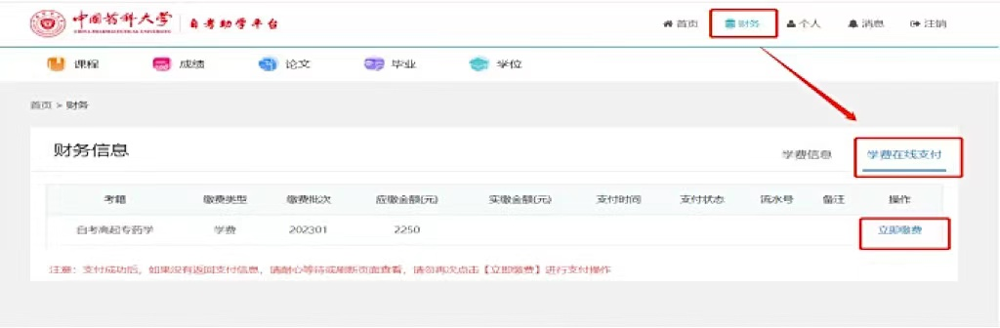 中国药科大学 自考助学平台 首页 财务 个人 消息 注销
CHINA PHARMACEUTICAL UNIVERSITY
课程 成绩 论文 毕业 学位
首页 > 财务
财务信息 学费信息 学费在线支付
考籍 缴费类型 缴费批次 应缴金额(元) 实缴金额(元) 支付时间 支付状态 流水号 备注 操作
自考高起专药学 学费 202301 2250 立即缴费
注意：支付成功后，如果没有返回支付信息，请耐心等待或刷新页面查看，请勿再次点击【立即缴费】进行支付操作